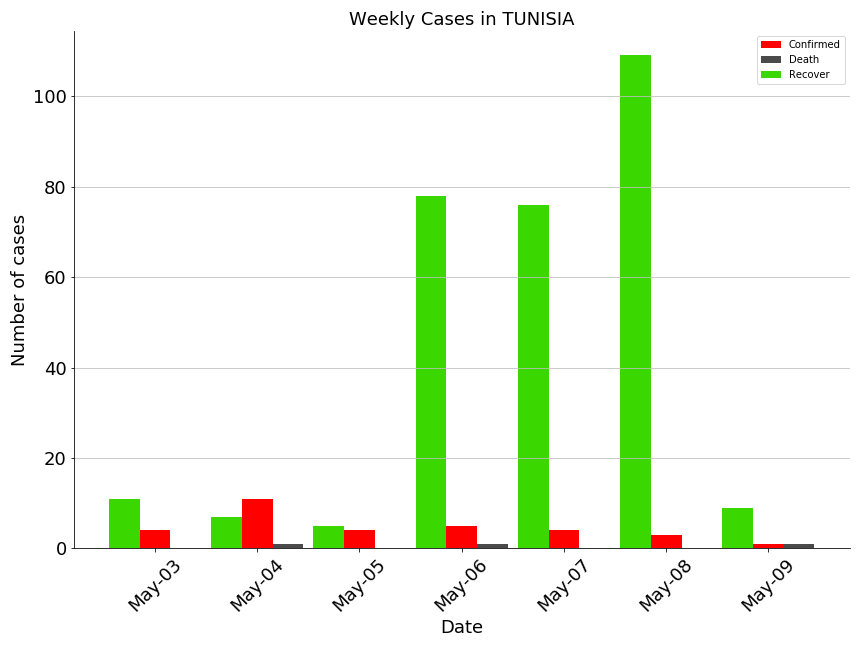 Weekly Cases in TUNISIA
Confirmed
Death
Recover
Number of cases
100
80
60
40
20
0
May-03
May-04
May-05
May-06
May-07
May-08
May-09
Date